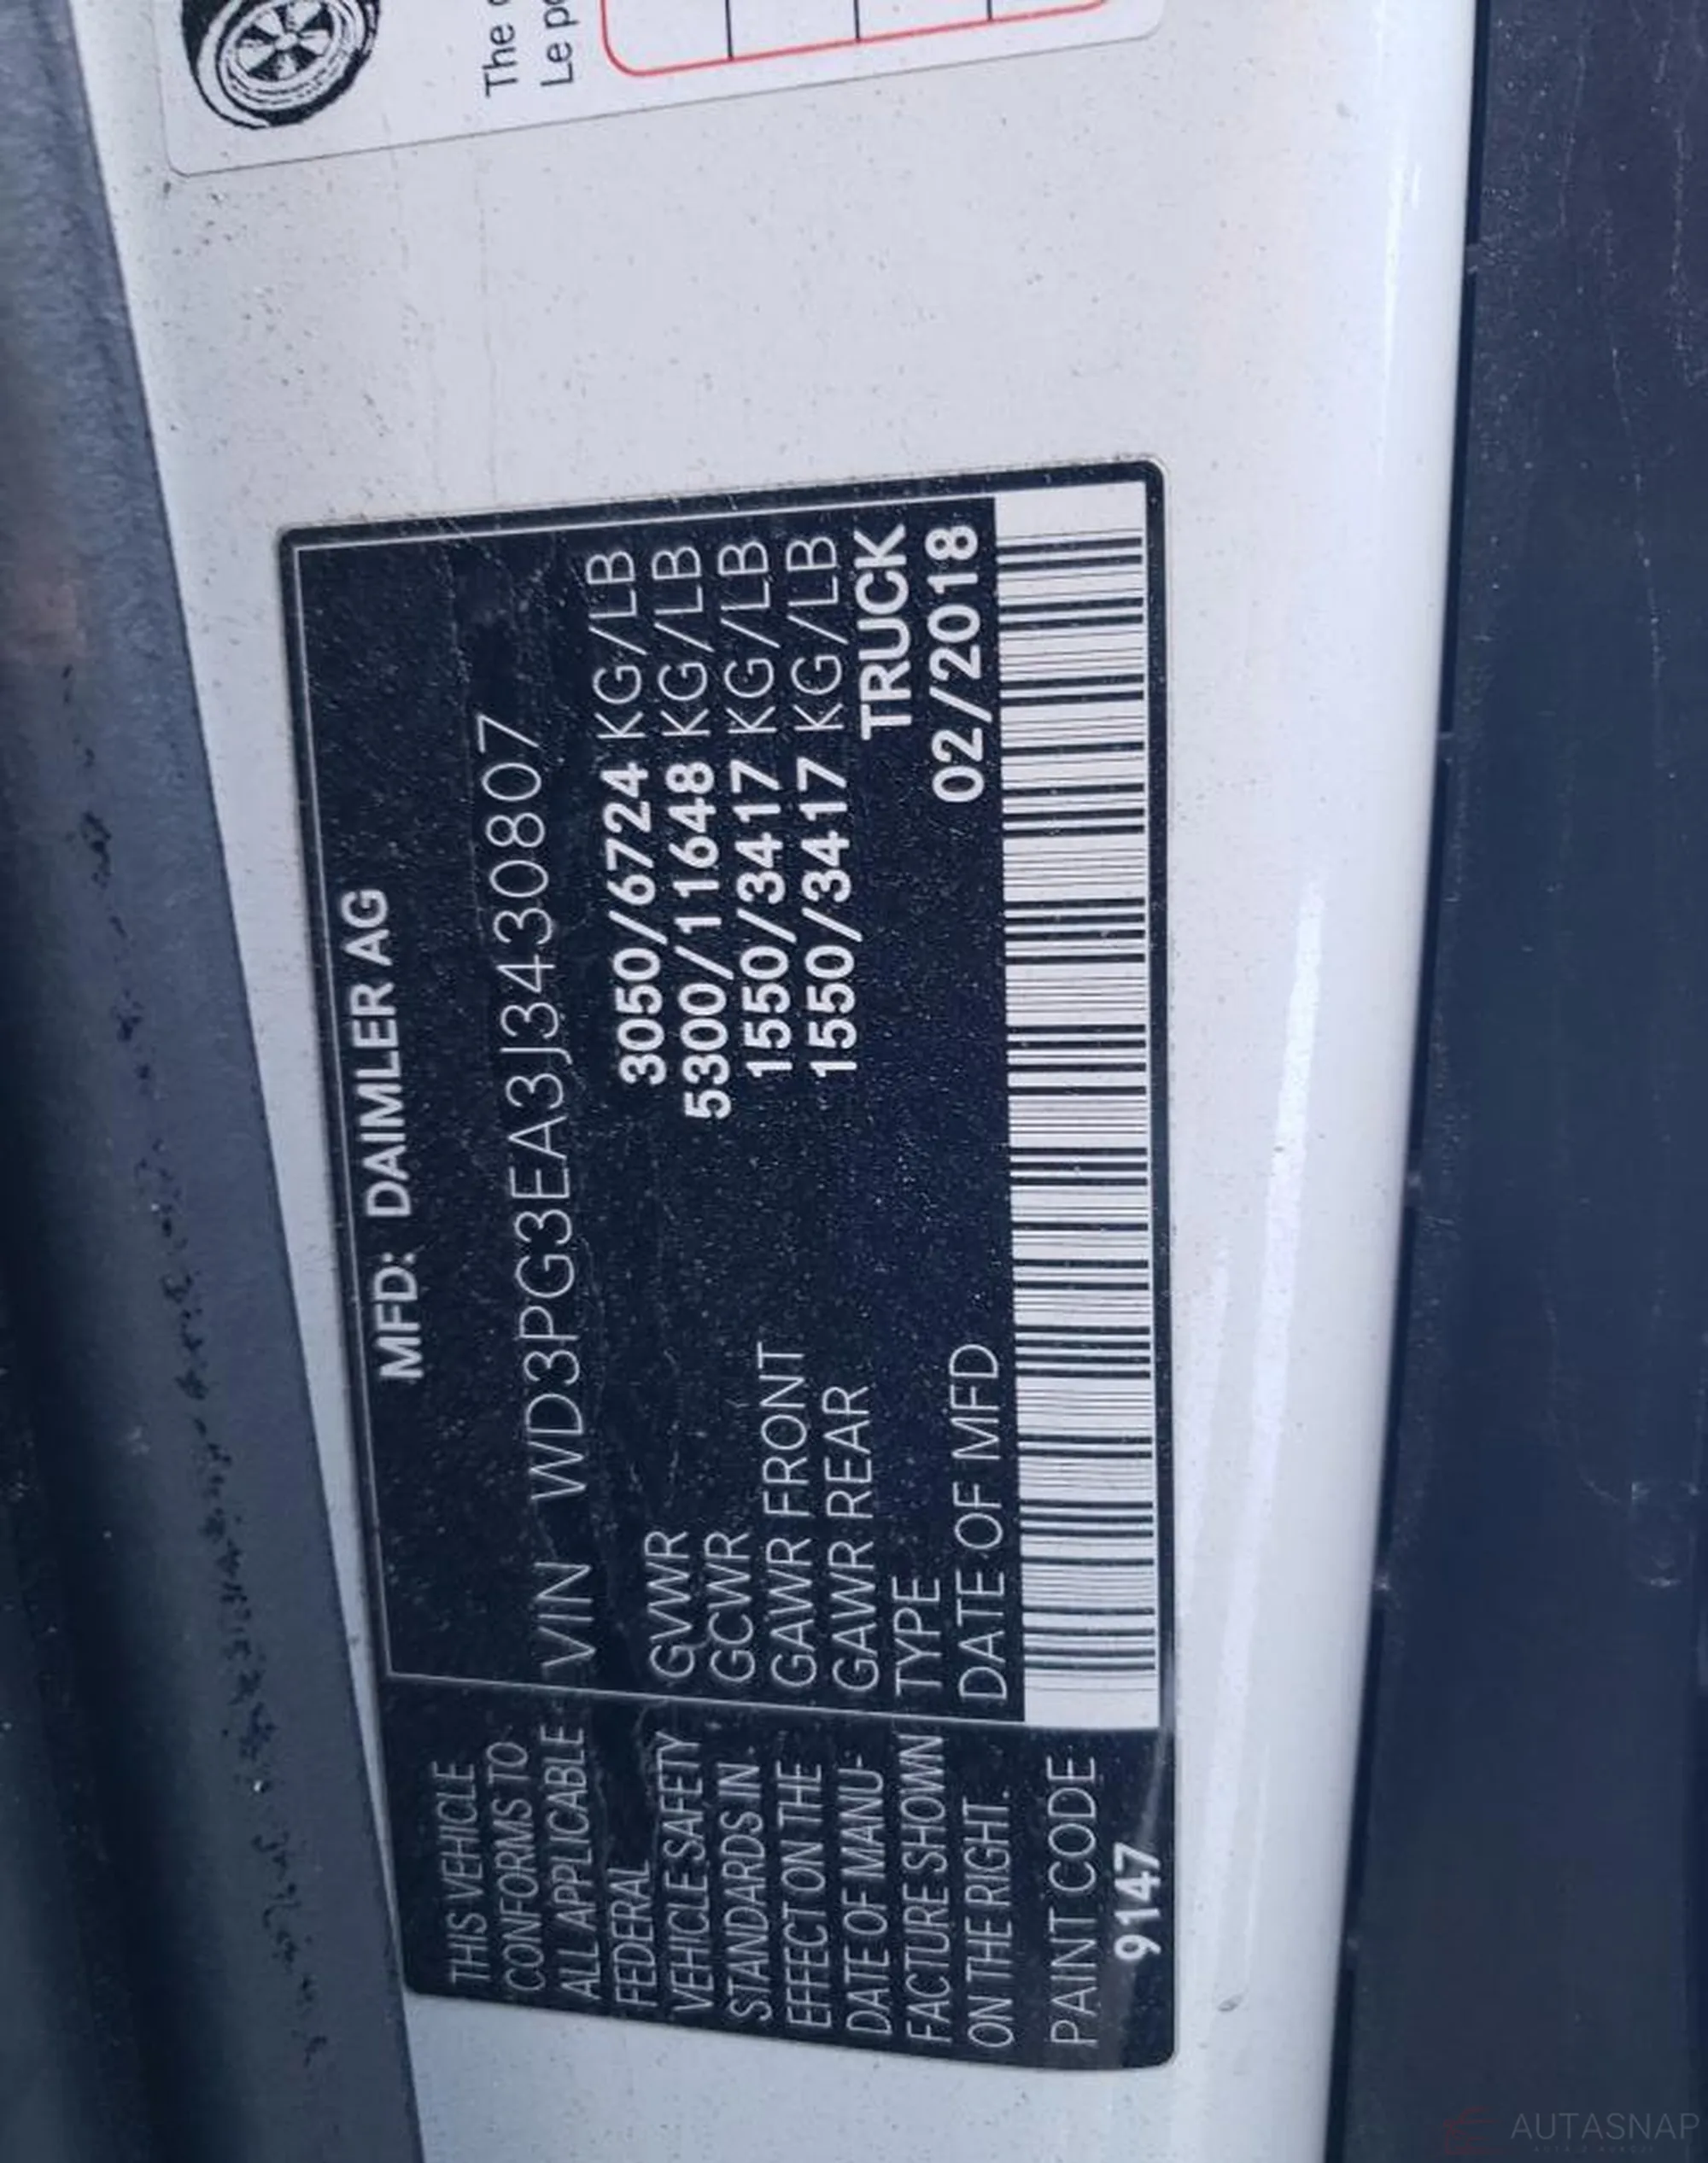 The
Le
MFD: DAIMLER AG
VIN WD3PG3EA3J3430807
GVWR 3050/6724 KG/LB
GCWR 5300/11648 KG/LB
GAWR FRONT 1550/3417 KG/LB
GAWR REAR 1550/3417 KG/LB
TYPE TRUCK
DATE OF MFD 02/2018
THIS VEHICLE
CONFORMS TO
ALL APPLICABLE
FEDERAL
VEHICLE SAFETY
STANDARDS IN
EFFECT ON THE
DATE OF MANU-
FACTURE SHOWN
ON THE RIGHT.
PAINT CODE
9147
AUTASNAP